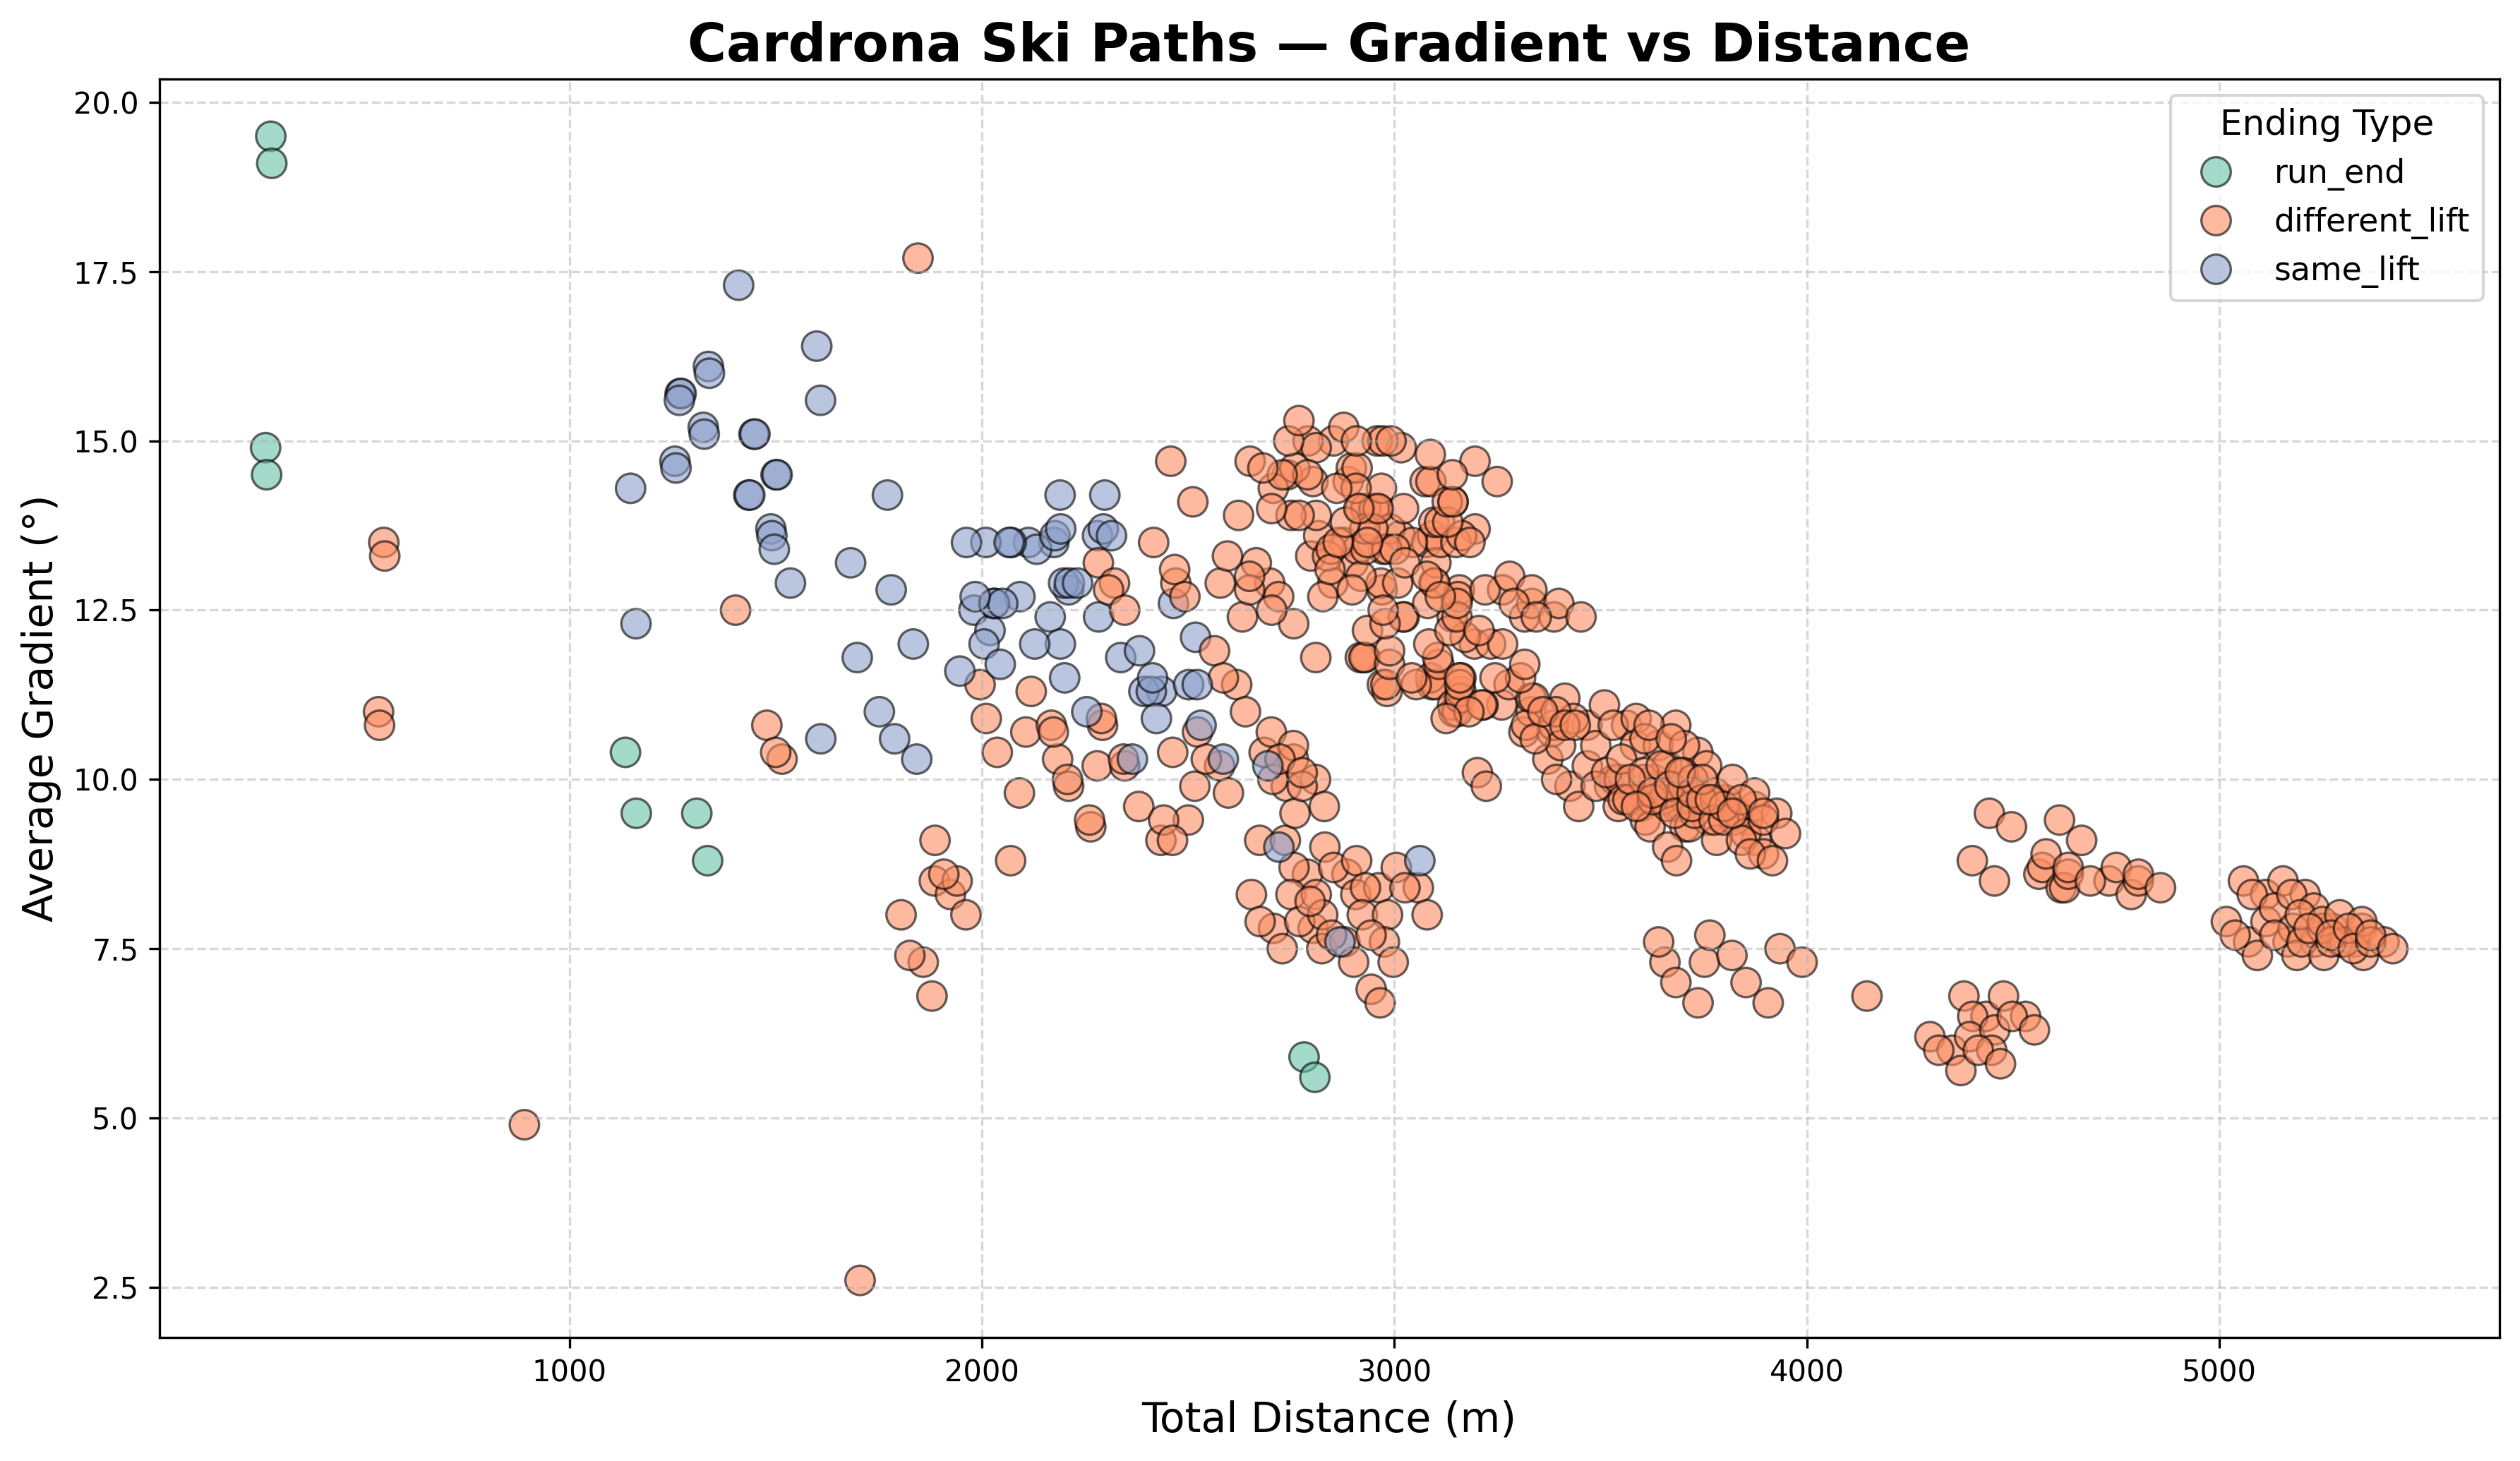 Cardrona Ski Paths — Gradient vs Distance
Ending Type
run_end
different_lift
same_lift
Average Gradient (°)
20.0
17.5
15.0
12.5
10.0
7.5
5.0
2.5
1000
2000
3000
4000
5000
Total Distance (m)